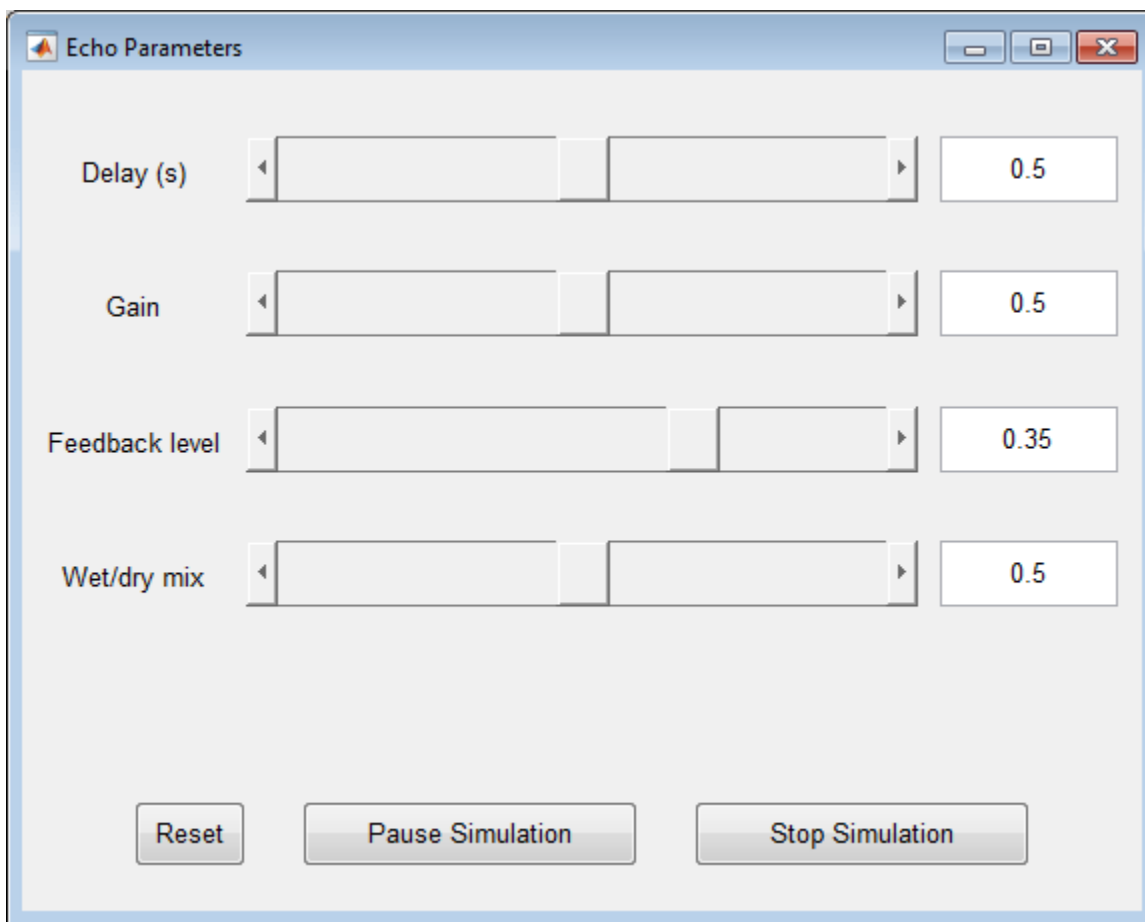 Echo Parameters
Delay (s) 0.5
Gain 0.5
Feedback level 0.35
Wet/dry mix 0.5
Reset Pause Simulation Stop Simulation